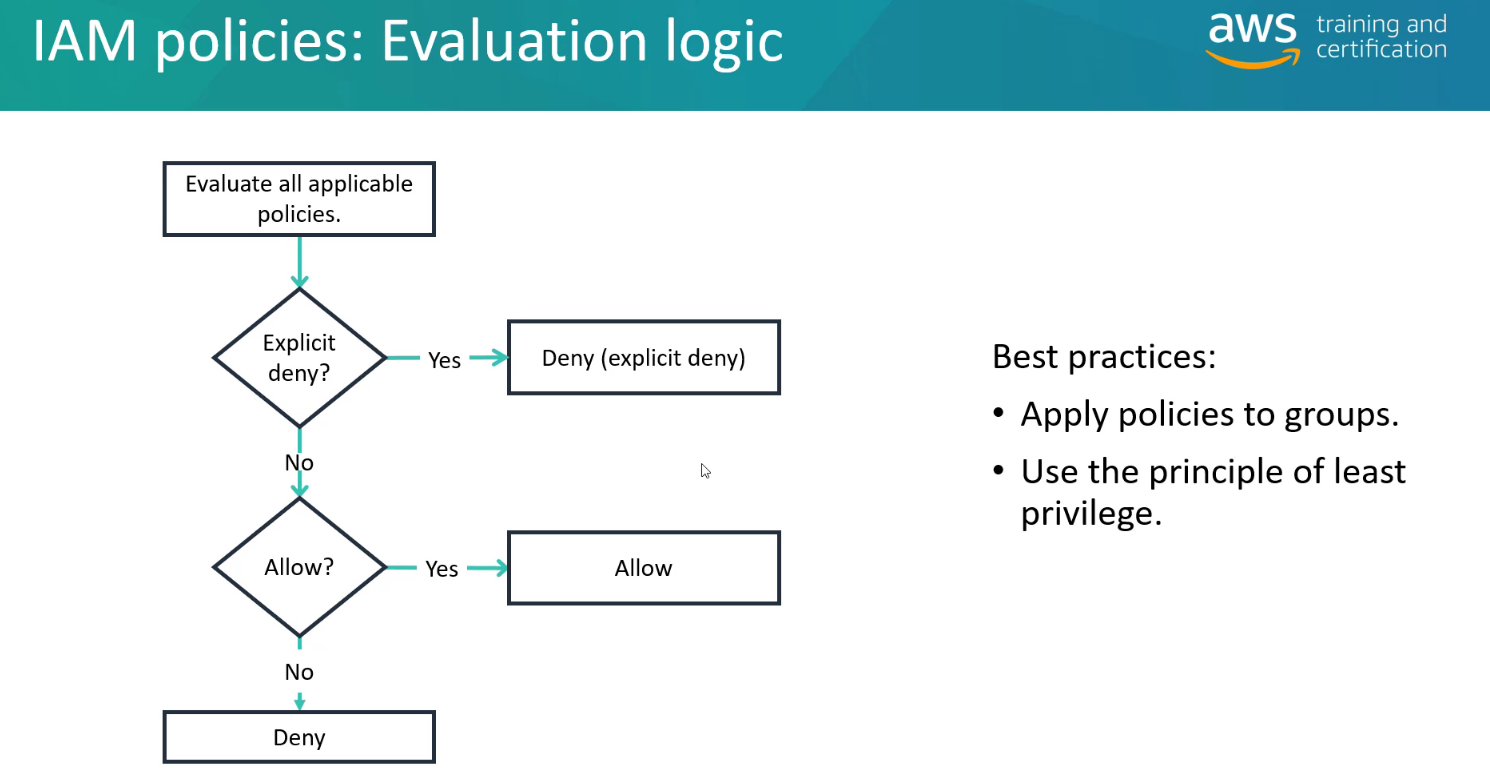 IAM policies: Evaluation logic
aws training and
certification
Evaluate all applicable
policies.
Explicit
deny?
Yes
Deny (explicit deny)
No
Allow?
Yes
Allow
No
Deny
Best practices:
• Apply policies to groups.
• Use the principle of least
privilege.